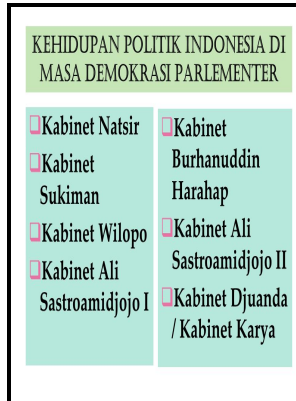 KEHIDUPAN POLITIK INDONESIA DI
MASA DEMOKRASI PARLEMENTER
Kabinet Natsir
Kabinet
Sukiman
Kabinet Wilopo
Kabinet Ali
Sastroamidjojo I
Kabinet
Burhanuddin
Harahap
Kabinet Ali
Sastroamidjojo II
Kabinet Djuanda
/ Kabinet Karya